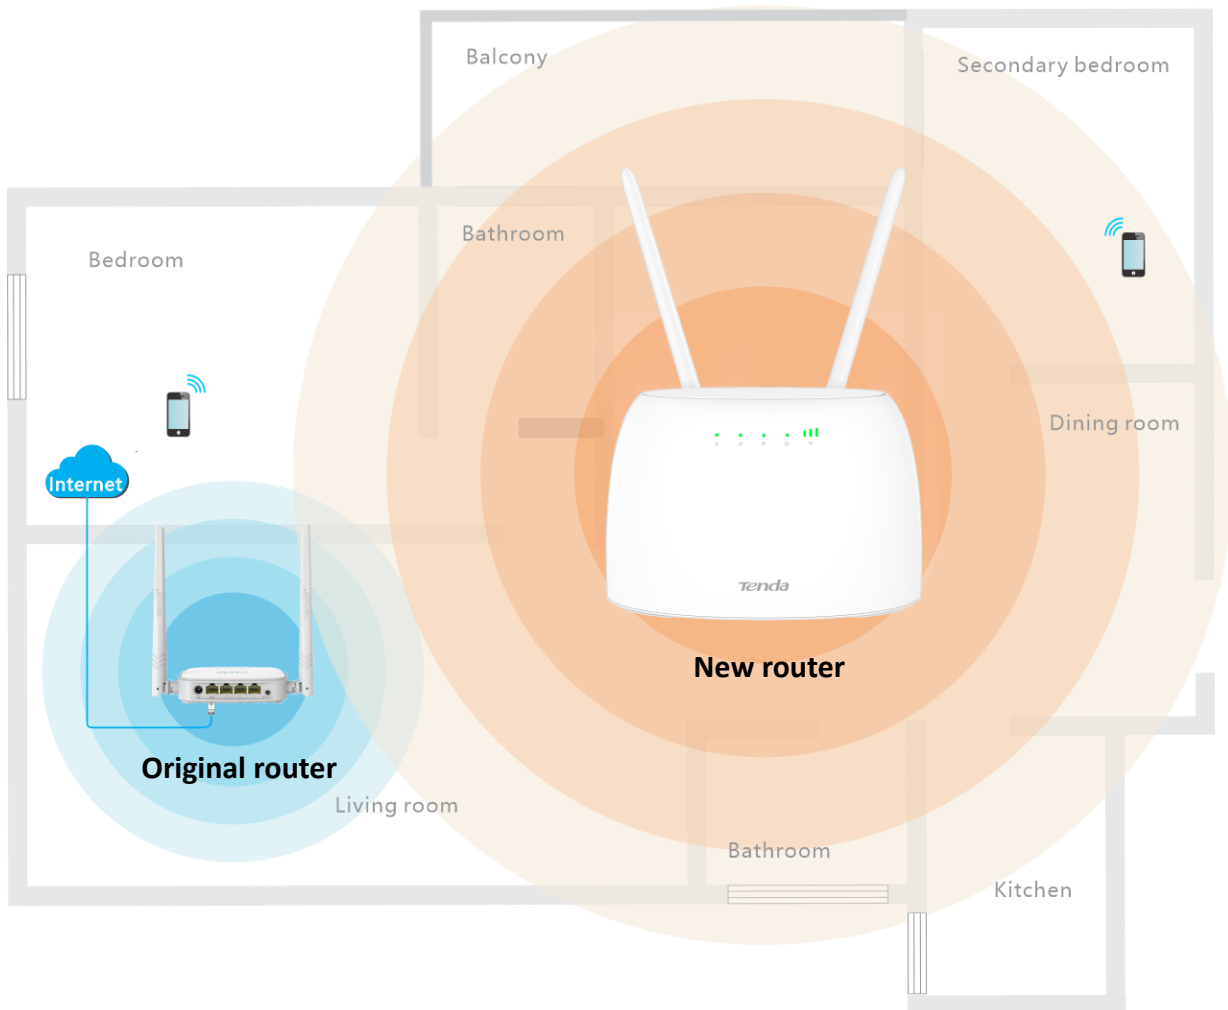 Balcony
Secondary bedroom
Bathroom
Bedroom
Dining room
Internet
Tenda
New router
Original router
Living room
Bathroom
Kitchen